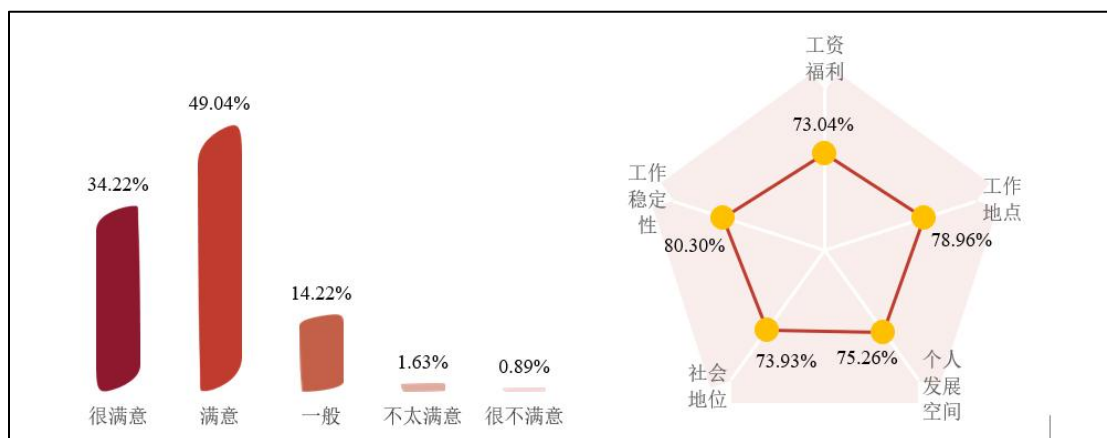 34.22%
49.04%
14.22%
1.63%
0.89%
很满意
满意
一般
不太满意
很不满意
工资
福利
73.04%
工作
地点
78.96%
个人
发展
空间
75.26%
社会
地位
73.93%
工作
稳定
性
80.30%